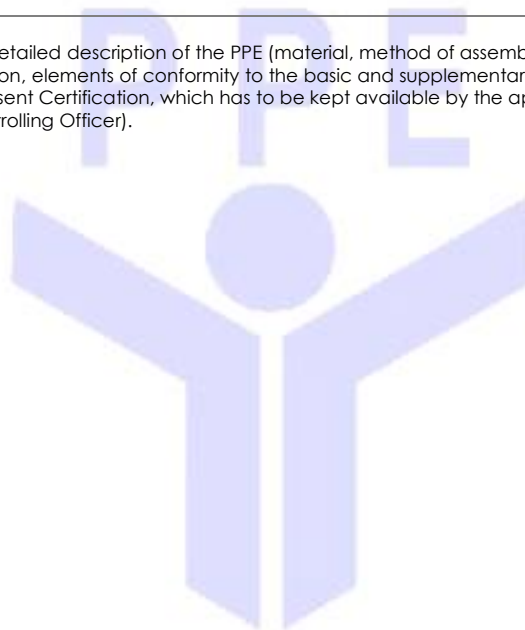 etailed description of the PPE (material, method of assemb
on, elements of conformity to the basic and supplementar
sent Certification, which has to be kept available by the ap
rolling Officer).
PPE